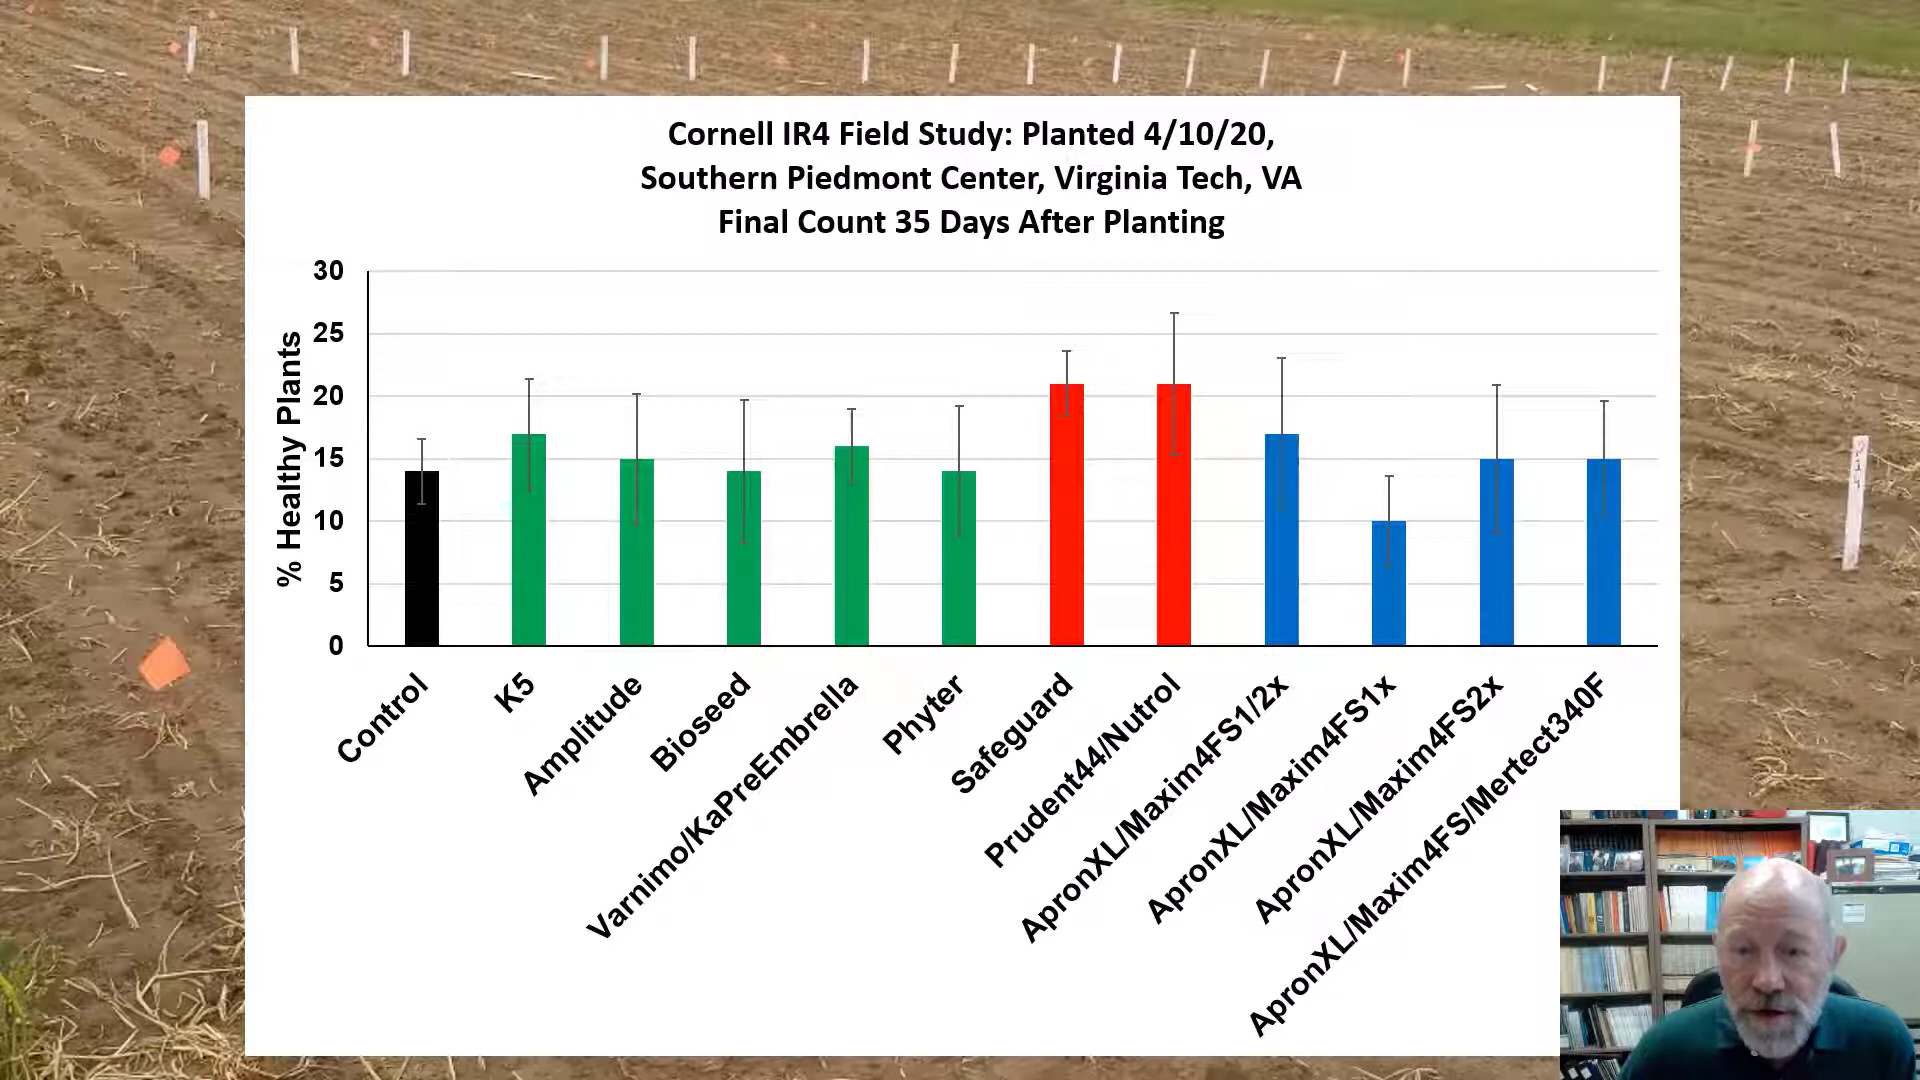 Cornell IR4 Field Study: Planted 4/10/20,
Southern Piedmont Center, Virginia Tech, VA
Final Count 35 Days After Planting
% Healthy Plants
30
25
20
15
10
5
0
Control
K5
Amplitude
Bioseed
Varnimo/KaPreEmbrella
Phyter
Safeguard
Prudent44/Nutrol
ApronXL/Maxim4FS1/2x
ApronXL/Maxim4FS1x
ApronXL/Maxim4FS2x
ApronXL/Maxim4FS/Mertect340F